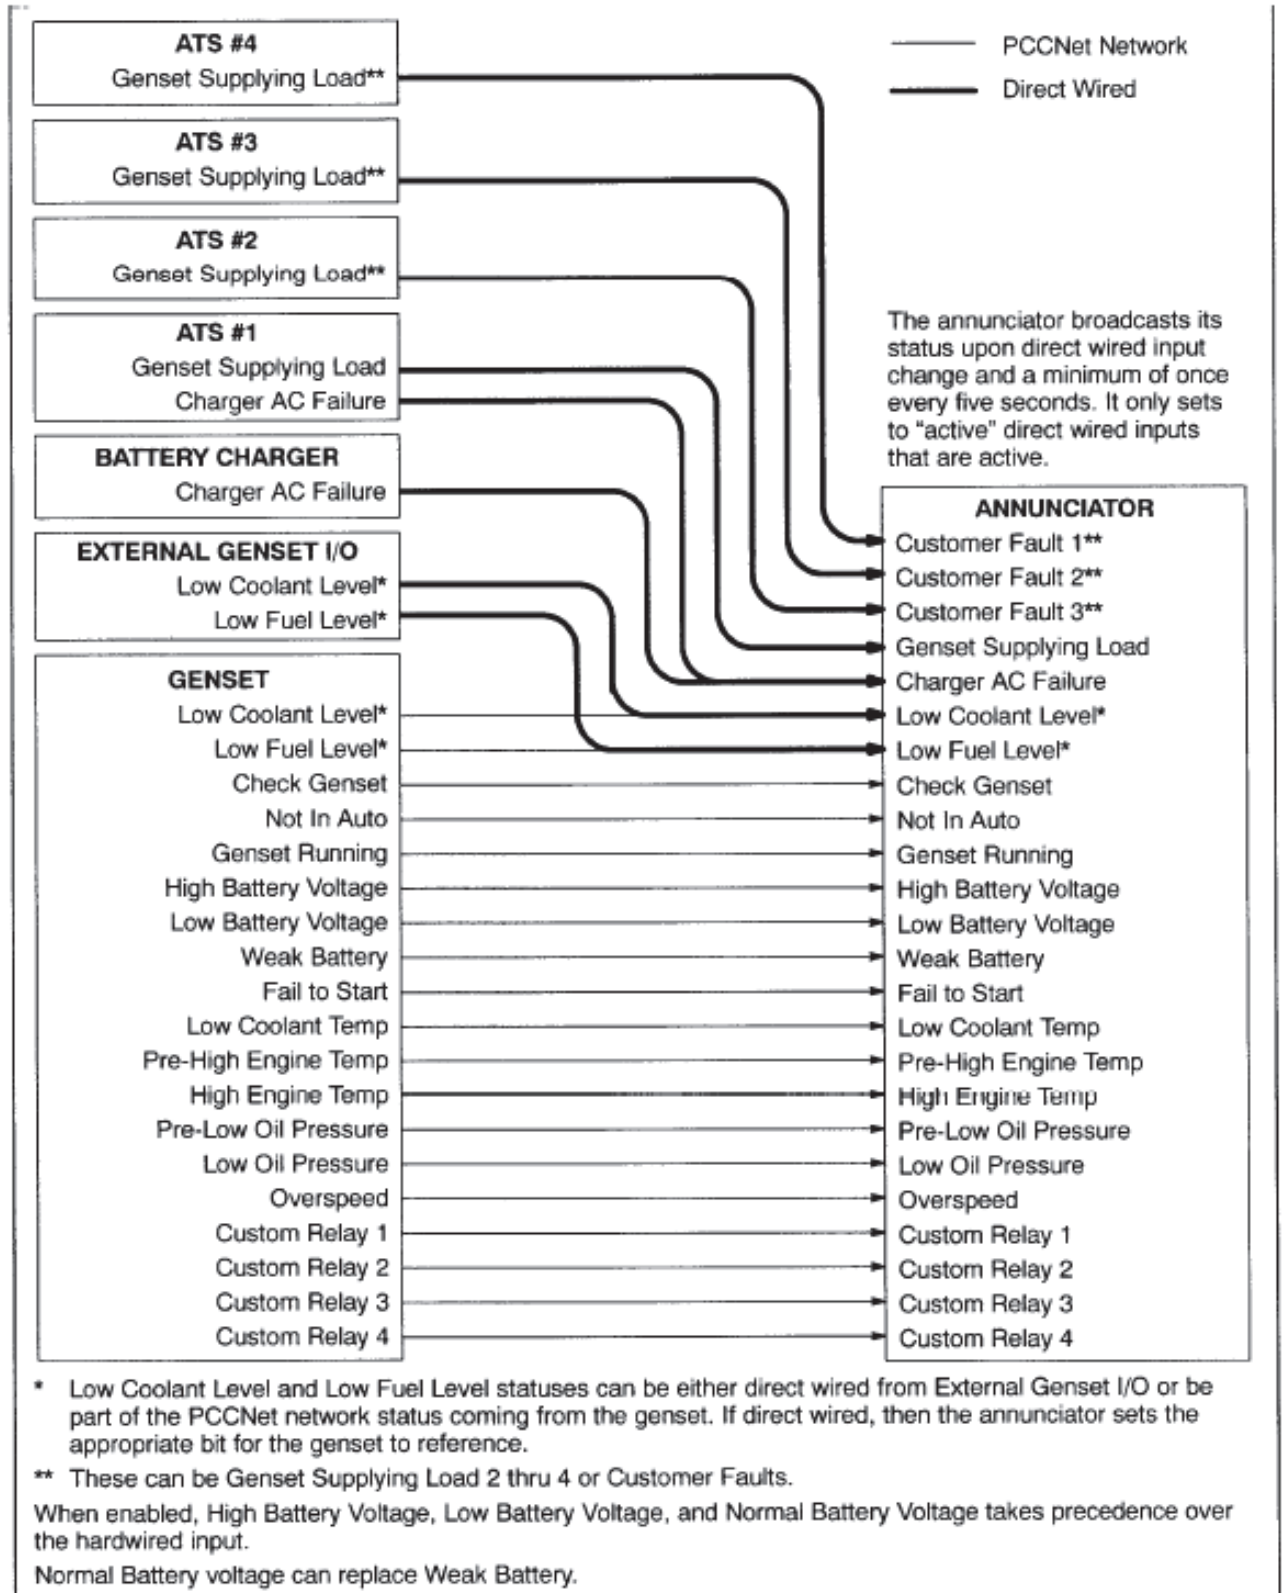 ATS #4
Genset Supplying Load**
PCCNet Network
Direct Wired
ATS #3
Genset Supplying Load**
ATS #2
Genset Supplying Load**
ATS #1
Genset Supplying Load
Charger AC Failure
The annunciator broadcasts its
status upon direct wired input
change and a minimum of once
every five seconds. It only sets
to “active” direct wired inputs
that are active.
BATTERY CHARGER
Charger AC Failure
EXTERNAL GENSET I/O
Low Coolant Level*
Low Fuel Level*
GENSET
Low Coolant Level*
Low Fuel Level*
Check Genset
Not In Auto
Genset Running
High Battery Voltage
Low Battery Voltage
Weak Battery
Fail to Start
Low Coolant Temp
Pre-High Engine Temp
High Engine Temp
Pre-Low Oil Pressure
Low Oil Pressure
Overspeed
Custom Relay 1
Custom Relay 2
Custom Relay 3
Custom Relay 4
ANNUNCIATOR
Customer Fault 1**
Customer Fault 2**
Customer Fault 3**
Genset Supplying Load
Charger AC Failure
Low Coolant Level*
Low Fuel Level*
Check Genset
Not In Auto
Genset Running
High Battery Voltage
Low Battery Voltage
Weak Battery
Fail to Start
Low Coolant Temp
Pre-High Engine Temp
High Engine Temp
Pre-Low Oil Pressure
Low Oil Pressure
Overspeed
Custom Relay 1
Custom Relay 2
Custom Relay 3
Custom Relay 4
* Low Coolant Level and Low Fuel Level statuses can be either direct wired from External Genset I/O or be
part of the PCCNet network status coming from the genset. If direct wired, then the annunciator sets the
appropriate bit for the genset to reference.
** These can be Genset Supplying Load 2 thru 4 or Customer Faults.
When enabled, High Battery Voltage, Low Battery Voltage, and Normal Battery Voltage takes precedence over
the hardwired input.
Normal Battery voltage can replace Weak Battery.